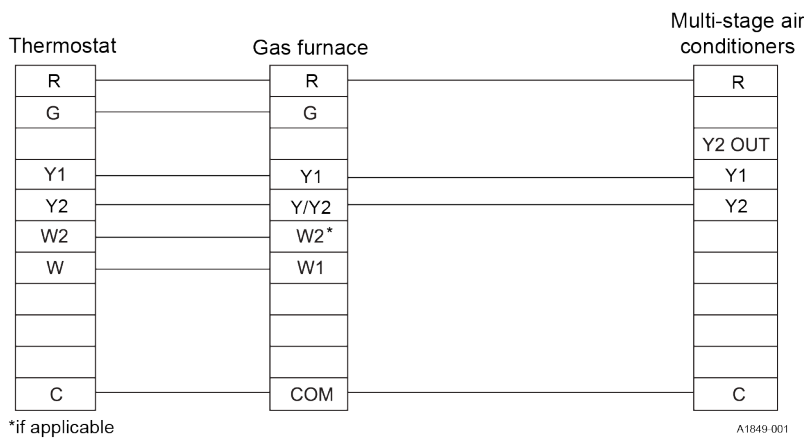 Multi-stage air
conditioners
Thermostat
Gas furnace
R R R
G G
Y2 OUT
Y1 Y1 Y1
Y2 Y/Y2 Y2
W2 W2*
W W1
C COM C
*if applicable
A1849-001